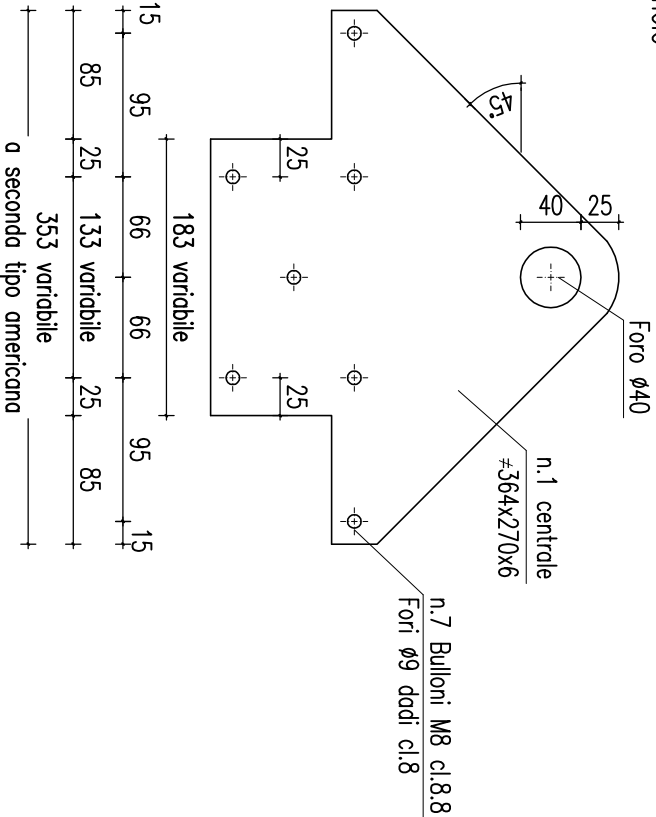 Foro ø40
25
40
45°
n.1 centrale
≠364x270x6
n.7 Bulloni M8 cl.8.8
Fori ø9 dadi cl.8
25
25
183 variabile
15 95 66 66 95 15
85 25 133 variabile 25 85
353 variabile
a seconda tipo americana